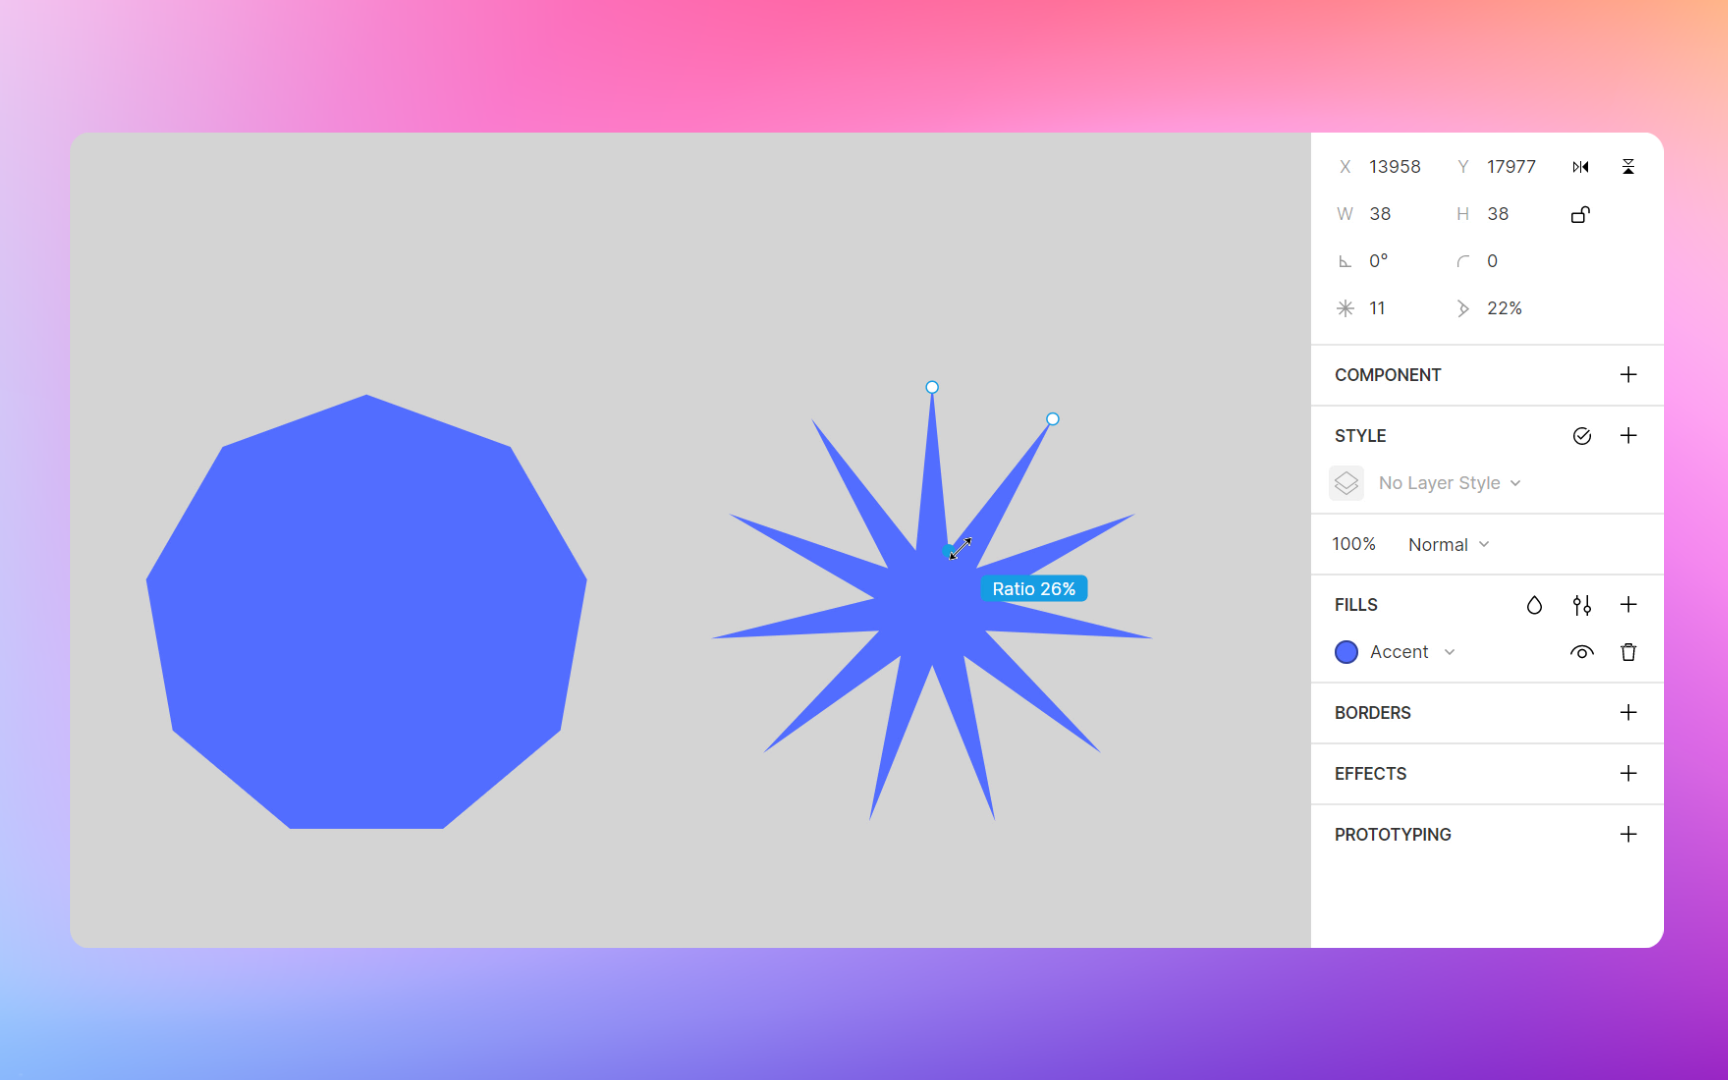 X 13958 Y 17977
W 38 H 38
0° 0
11 22%
COMPONENT
STYLE
No Layer Style
100% Normal
Ratio 26%
FILLS
Accent
BORDERS
EFFECTS
PROTOTYPING